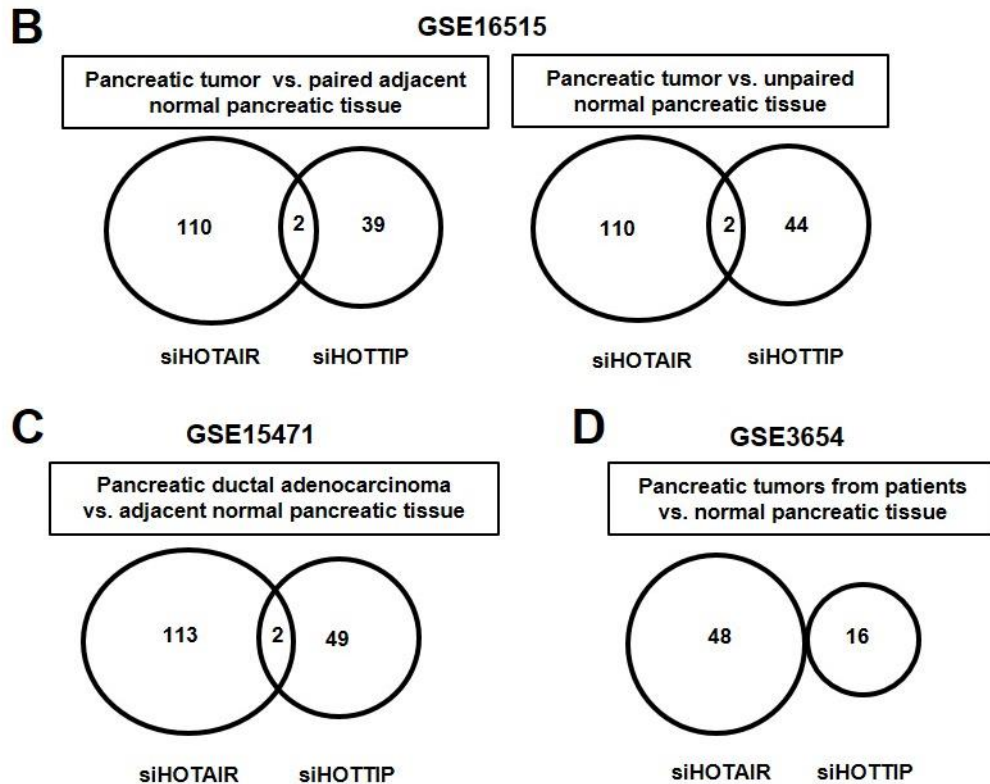 B
GSE16515
Pancreatic tumor vs. paired adjacent
normal pancreatic tissue
110
2
39
siHOTAIR
siHOTTIP
Pancreatic tumor vs. unpaired
normal pancreatic tissue
110
2
44
siHOTAIR
siHOTTIP
C
GSE15471
Pancreatic ductal adenocarcinoma
vs. adjacent normal pancreatic tissue
113
2
49
siHOTAIR
siHOTTIP
D
GSE3654
Pancreatic tumors from patients
vs. normal pancreatic tissue
48
16
siHOTAIR
siHOTTIP